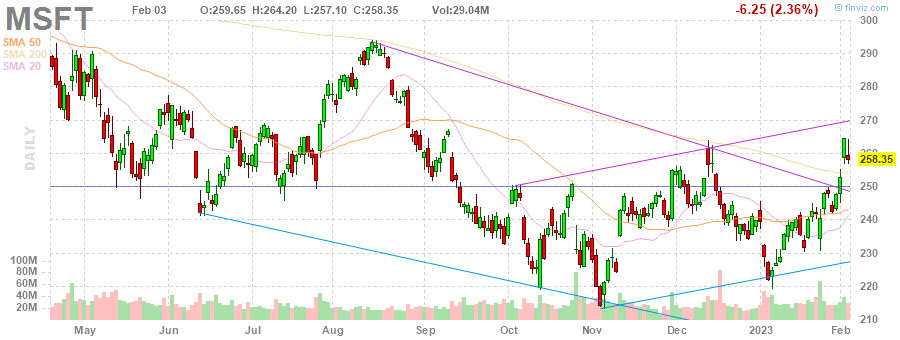 MSFT
Feb 03 O:259.65 H:264.20 L:257.10 C:258.35 Vol:29.04M
-6.25 (2.36%)
© finviz.com
SMA 50
SMA 200
SMA 20
DAILY
300
290
280
270
260
258.35
250
240
230
220
210
100M
80M
60M
40M
20M
May Jun Jul Aug Sep Oct Nov Dec 2023 Feb